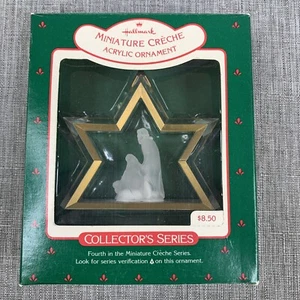 Hallmark
MINIATURE CRÈCHE
ACRYLIC ORNAMENT
$8.50
COLLECTOR'S SERIES
Fourth in the Miniature Crèche Series.
Look for series verification on this ornament.